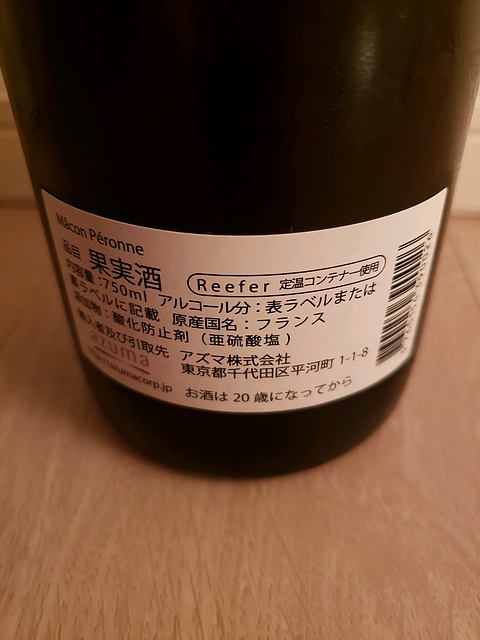 Mâcon Péronne
品目 果実酒
Reefer 定温コンテナー使用
内容量:750ml アルコール分:表ラベルまたは
裏ラベルに記載 原産国名:フランス
添加物:酸化防止剤(亜硫酸塩)
輸入者及び引取先 アズマ株式会社
azuma
東京都千代田区平河町 1-1-8
http://azumacorp.jp
お酒は 20 歳になってから